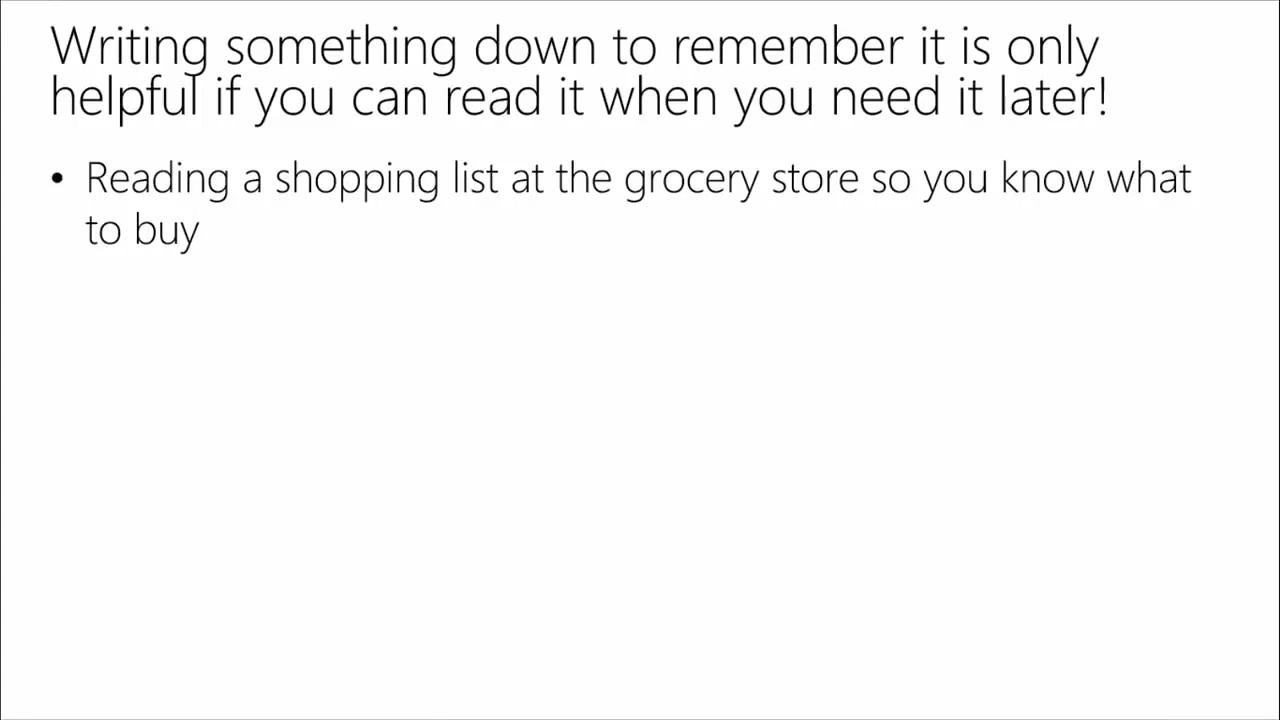 Writing something down to remember it is only
helpful if you can read it when you need it later!
• Reading a shopping list at the grocery store so you know what
to buy